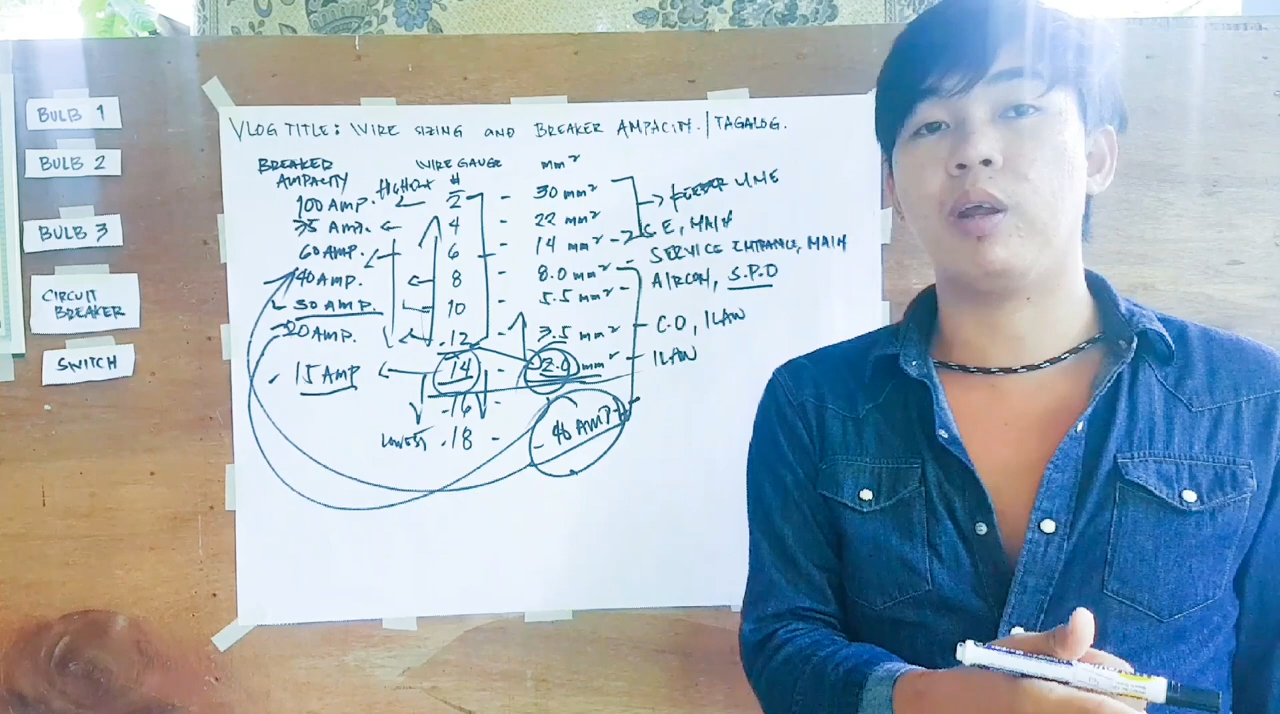 BULB 1
BULB 2
BULB 3
CIRCUIT
BREAKER
SWITCH
VLOG TITLE: WIRE SIZING AND BREAKER AMPACITY. / TAGALOG.
BREAKER AMPACITY HIGHEST WIRE GAUGE # mm²
100 AMP. 2 - 30 mm² LINE
AMP. 4 - 22 mm² S.E, MAIN
60 AMP. 6 - 14 mm² - SERVICE ENTRANCE, MAIN
40 AMP. 8 - 8.0 mm² - AIRCON, S.P.O
30 AMP. 10 - 5.5 mm² -
20 AMP. 12 - 3.5 mm² - C.O, ILAW
15 AMP 14 - 2.0 mm² - ILAW
16 -
LOWEST 18 - 40 AMP